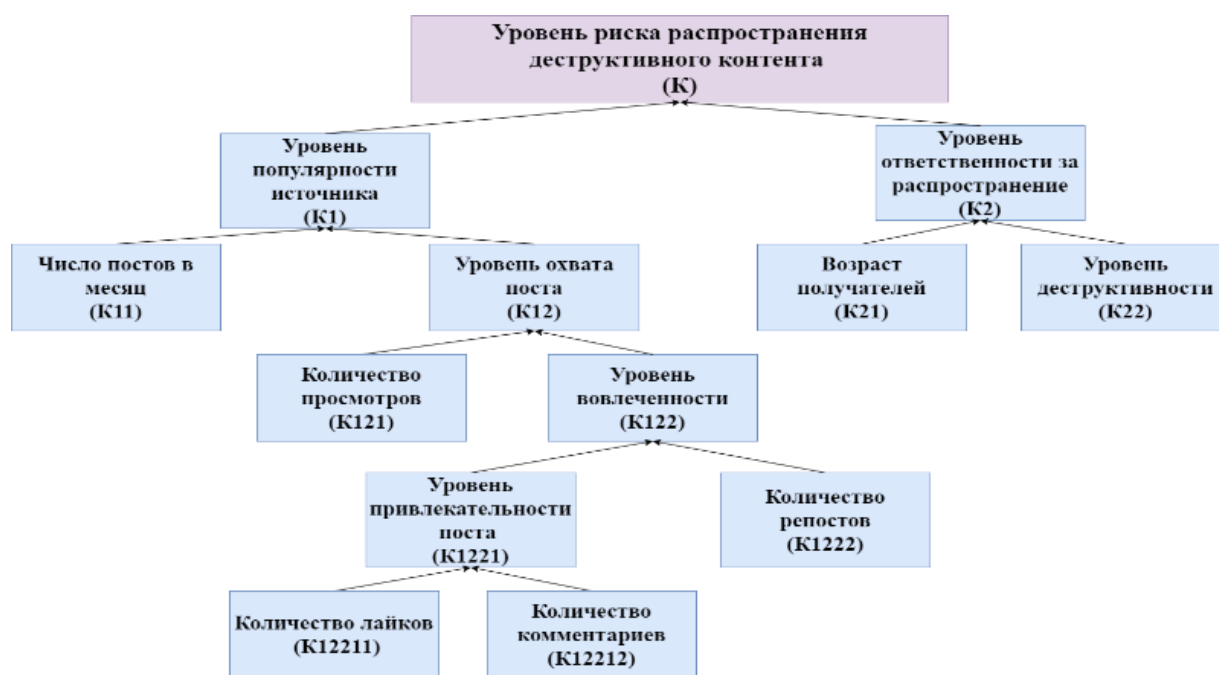 Уровень риска распространения
деструктивного контента
(К)
Уровень
популярности
источника
(К1)
Уровень
ответственности за
распространение
(К2)
Число постов в
месяц
(К11)
Уровень охвата
поста
(К12)
Возраст
получателей
(К21)
Уровень
деструктивности
(К22)
Количество
просмотров
(К121)
Уровень
вовлеченности
(К122)
Уровень
привлекательности
поста
(К1221)
Количество
репостов
(К1222)
Количество лайков
(К12211)
Количество
комментариев
(К12212)